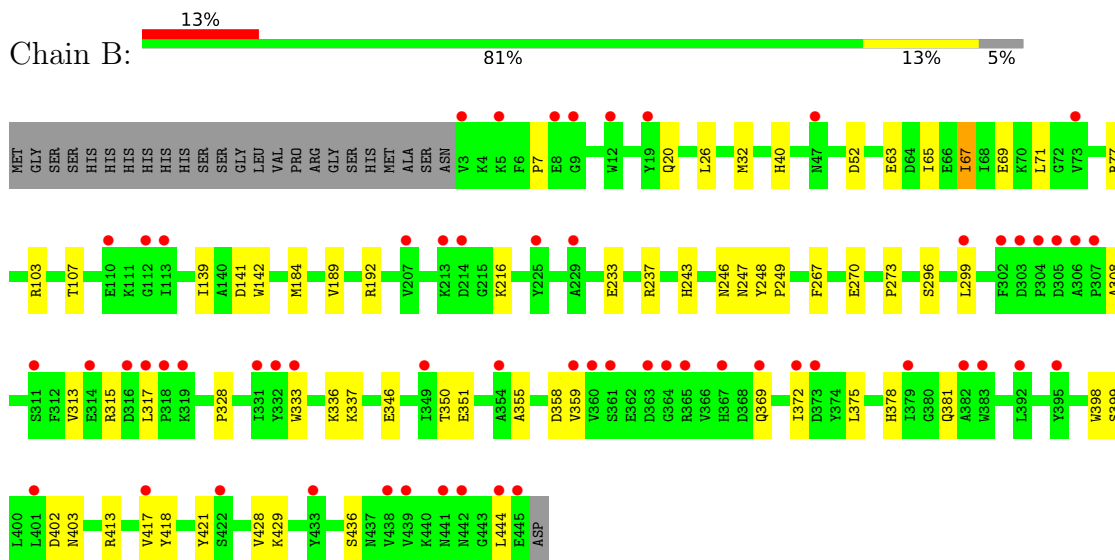 13%
Chain B:
81% 13% 5%
MET GLY SER SER HIS HIS HIS HIS HIS HIS SER SER GLY LEU VAL PRO ARG GLY SER HIS MET ALA SER ASN V3 K4 K5 F6 P7 E8 G9 W12 Y19 Q20 L26 M32 H40 N47 D52 E63 D64 I65 E66 I67 I68 E69 K70 L71 G72 V73 R77
R103 T107 E110 K111 G112 I113 I139 A140 D141 W142 M184 V189 R192 V207 K213 D214 G215 K216 Y225 A229 E233 R237 H243 N246 N247 Y248 P249 F267 E270 P273 S296 L299 F302 D303 P304 D305 A306 P307 A308
S311 F312 V313 E314 R315 D316 L317 P318 K319 P328 I331 Y332 W333 K336 K337 E346 I349 T350 E351 A354 A355 D358 V359 V360 S361 E362 D363 G364 R365 V366 H367 D368 Q369 A372 D373 Y374 L375 H378 I379 G380 Q381 A382 W383 L392 Y395 W398 S399
L400 L401 D402 N403 R413 V417 Y418 Y421 S422 V428 K429 Y433 S436 N437 V438 V439 K440 N441 N442 G443 L444 E445 ASP